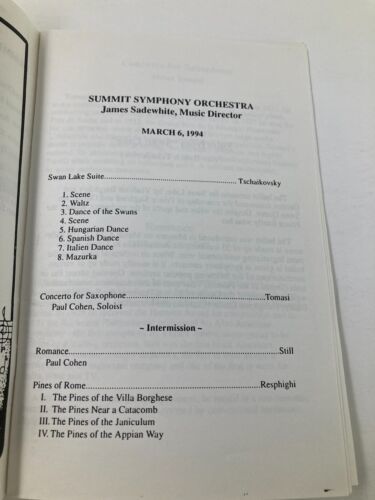 SUMMIT SYMPHONY ORCHESTRA
James Sadewhite, Music Director
MARCH 6, 1994
Swan Lake Suite........................................Tschaikovsky
1. Scene
2. Waltz
3. Dance of the Swans
4. Scene
5. Hungarian Dance
6. Spanish Dance
7. Italien Dance
8. Mazurka
Concerto for Saxophone........................................Tomasi
Paul Cohen, Soloist
~ Intermission ~
Romance........................................Still
Paul Cohen
Pines of Rome........................................Resphighi
I. The Pines of the Villa Borghese
II. The Pines Near a Catacomb
III. The Pines of the Janiculum
IV. The Pines of the Appian Way